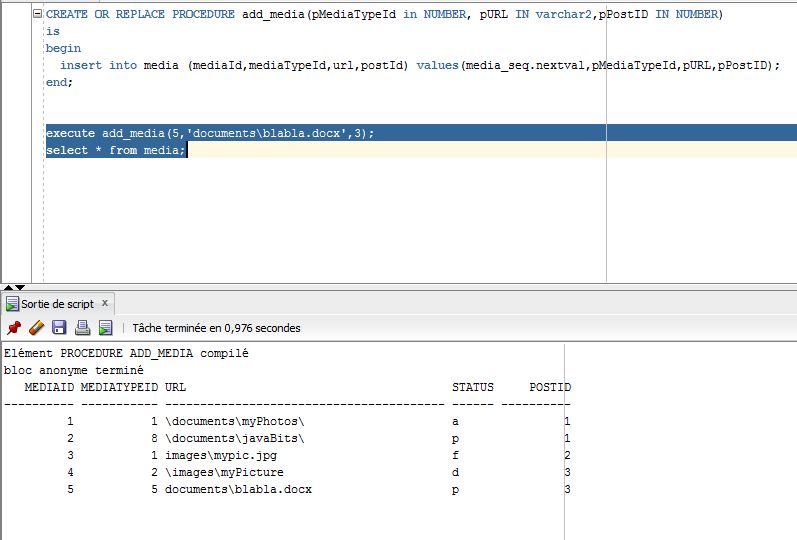 CREATE OR REPLACE PROCEDURE add_media(pMediaTypeId in NUMBER, pURL IN varchar2,pPostID IN NUMBER)
is
begin
insert into media (mediaId,mediaTypeId,url,postId) values(media_seq.nextval,pMediaTypeId,pURL,pPostID);
end;
execute add_media(5,'documents\blabla.docx',3);
select * from media;
Sortie de script x
Tâche terminée en 0,976 secondes
Elément PROCEDURE ADD_MEDIA compilé
bloc anonyme terminé
MEDIAID MEDIATYPEID URL STATUS POSTID
---------- ----------- ---------------------------------------- ------ ----------
1 1 \documents\myPhotos\ a 1
2 8 \documents\javaBits\ p 1
3 1 images\mypic.jpg f 2
4 2 \images\myPicture d 3
5 5 documents\blabla.docx p 3